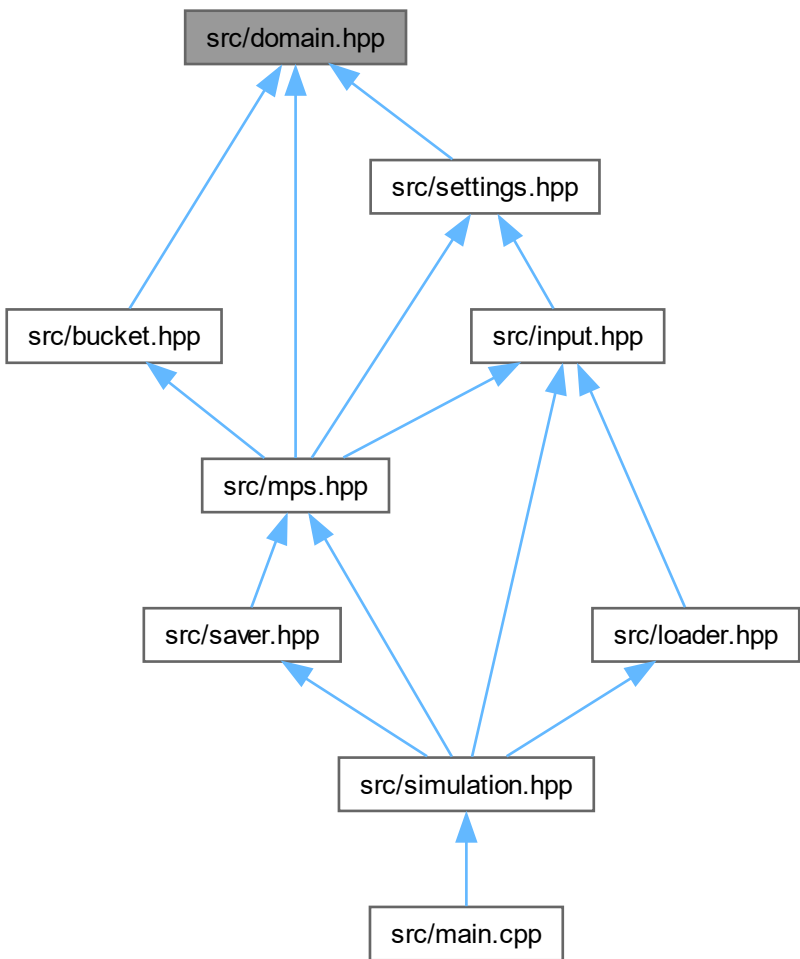 src/domain.hpp
src/settings.hpp
src/bucket.hpp
src/input.hpp
src/mps.hpp
src/saver.hpp
src/loader.hpp
src/simulation.hpp
src/main.cpp